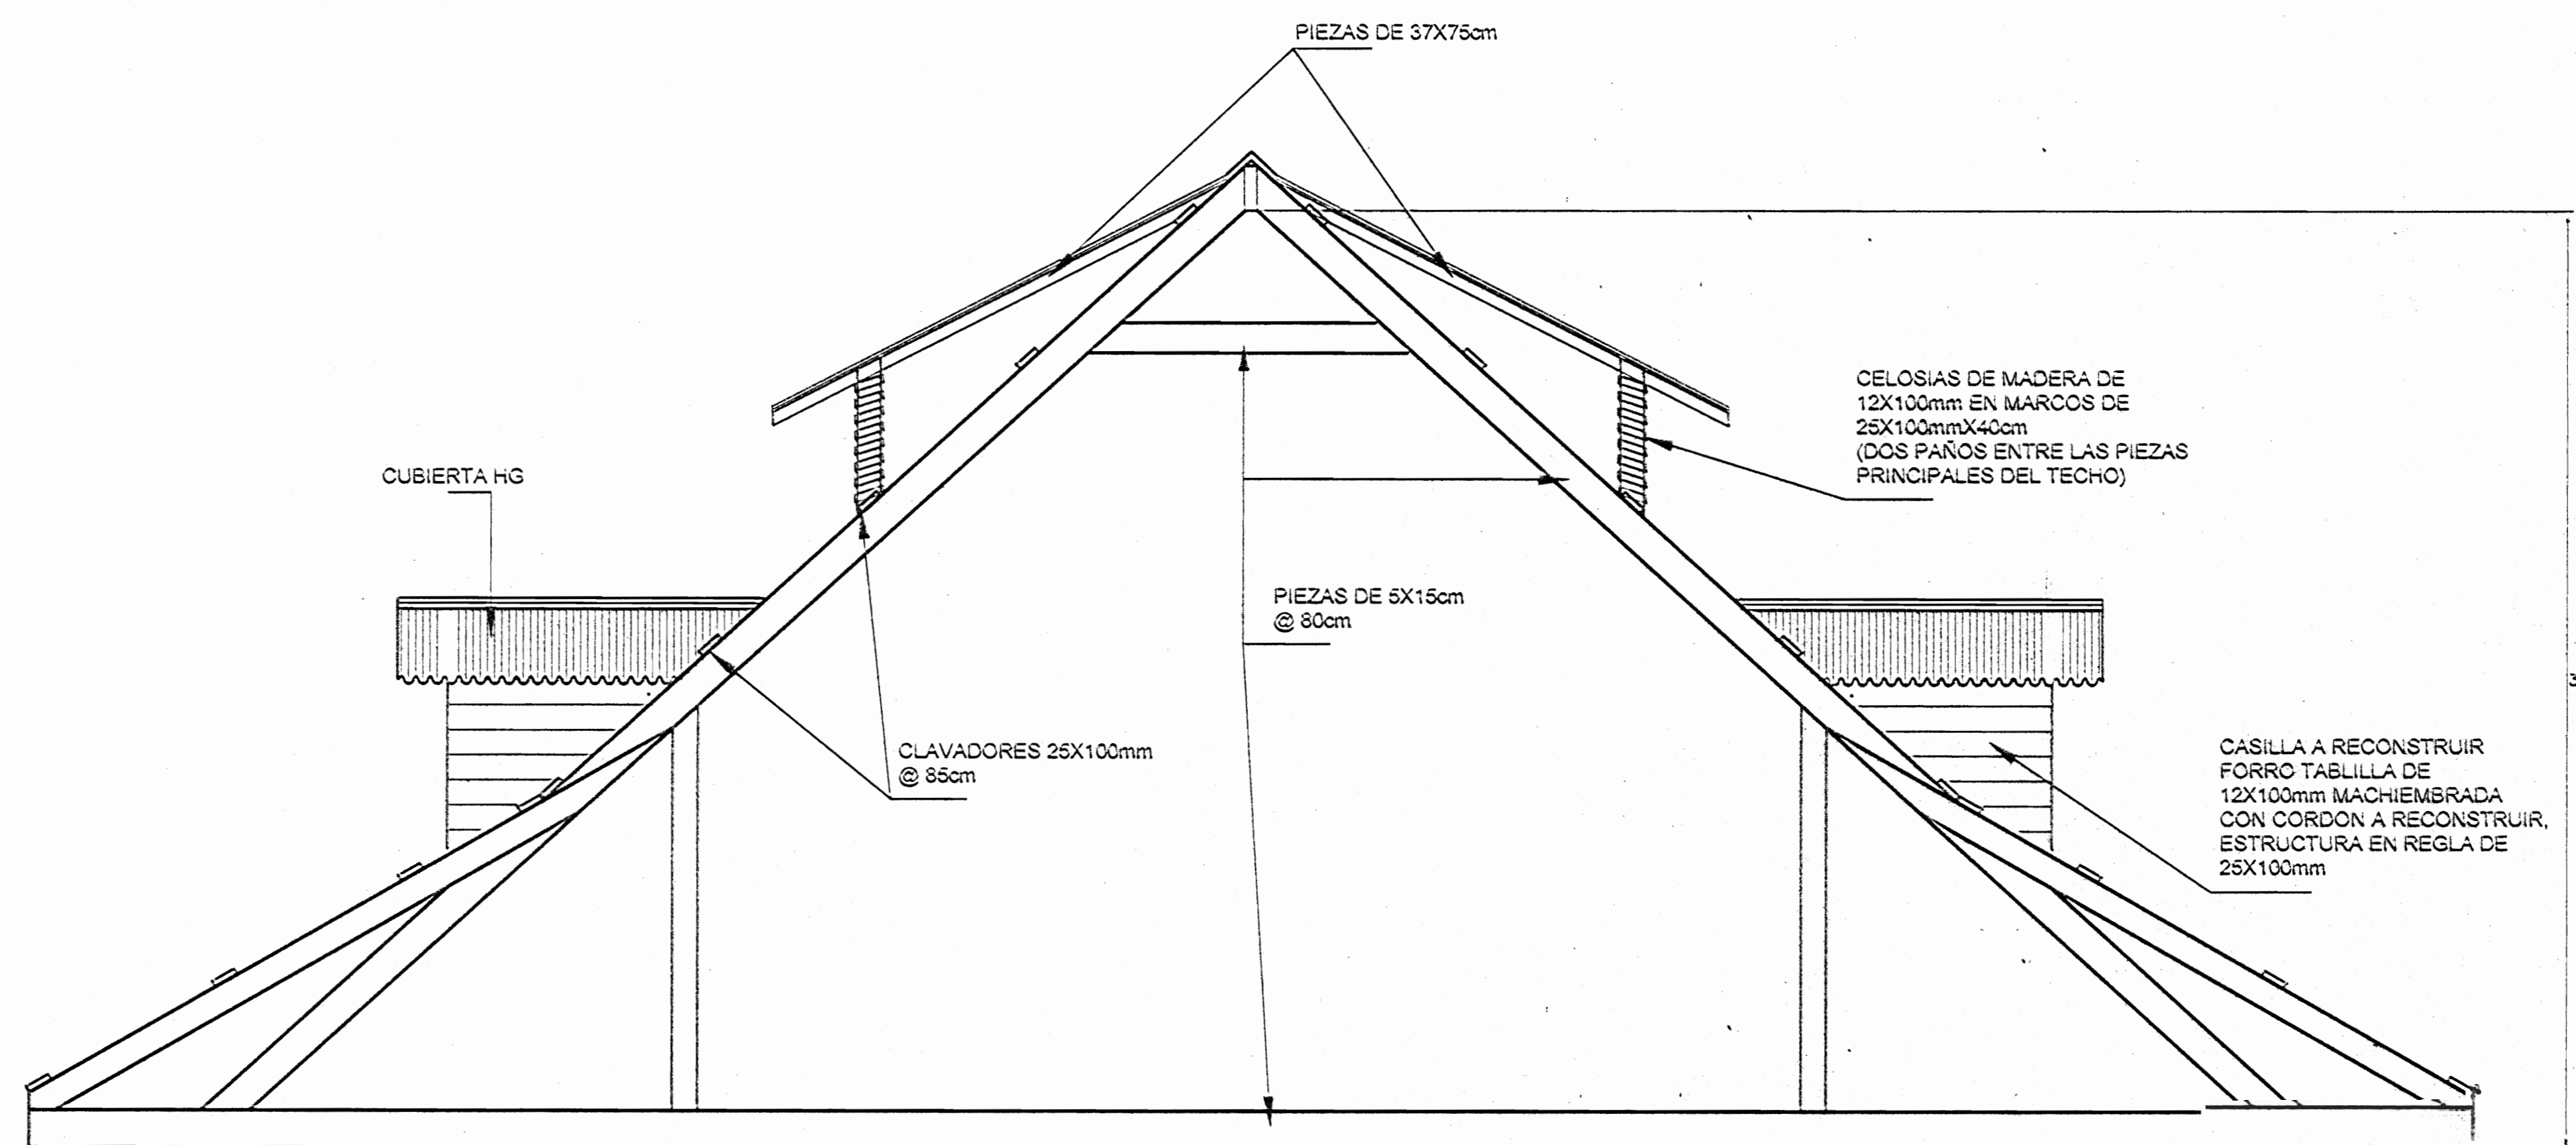 PIEZAS DE 37X75cm
CELOSIAS DE MADERA DE
12X100mm EN MARCOS DE
25X100mmX40cm
(DOS PAÑOS ENTRE LAS PIEZAS
PRINCIPALES DEL TECHO)
CUBIERTA HG
PIEZAS DE 5X15cm
@ 80cm
CLAVADORES 25X100mm
@ 85cm
CASILLA A RECONSTRUIR
FORRO TABLILLA DE
12X100mm MACHIEMBRADA
CON CORDON A RECONSTRUIR,
ESTRUCTURA EN REGLA DE
25X100mm